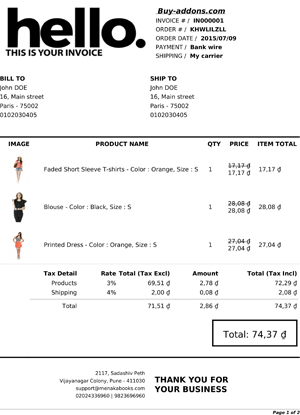 hello.
THIS IS YOUR INVOICE
Buy-addons.com
INVOICE # / IN000001
ORDER # / KHWLILZLL
ORDER DATE / 2015/07/09
PAYMENT / Bank wire
SHIPPING / My carrier
BILL TO
John DOE
16, Main street
Paris - 75002
0102030405
SHIP TO
John DOE
16, Main street
Paris - 75002
0102030405
IMAGE PRODUCT NAME QTY PRICE ITEM TOTAL
17,17 ₫
Faded Short Sleeve T-shirts - Color : Orange, Size : S 1 17,17 ₫ 17,17 ₫
28,08 ₫
Blouse - Color : Black, Size : S 1 28,08 ₫ 28,08 ₫
27,04 ₫
Printed Dress - Color : Orange, Size : S 1 27,04 ₫ 27,04 ₫
Tax Detail Rate Total (Tax Excl) Amount Total (Tax Incl)
Products 3% 69,51 ₫ 2,78 ₫ 72,29 ₫
Shipping 4% 2,00 ₫ 0,08 ₫ 2,08 ₫
Total 71,51 ₫ 2,86 ₫ 74,37 ₫
Total: 74,37 ₫
2117, Sadashiv Peth
Vijayanagar Colony, Pune - 411030
support@menakabooks.com
02024336960 | 9823696960
THANK YOU FOR
YOUR BUSINESS
Page 1 of 2